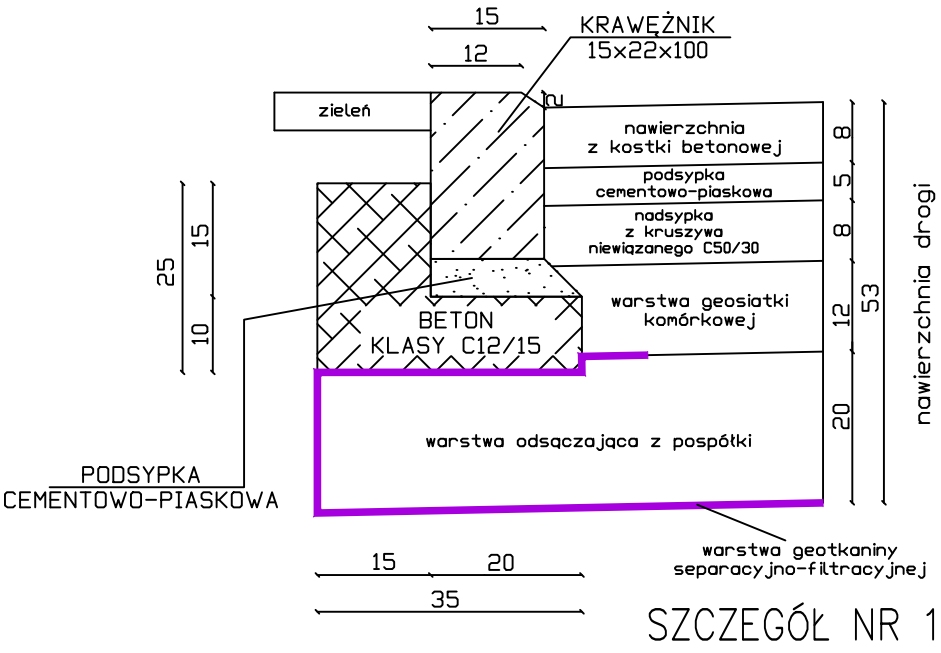 15
KRAWĘŻNIK
15x22x100
12
2
zieleń
nawierzchnia
z kostki betonowej
8
podsypka
cementowo-piaskowa
5
nadsypka
z kruszywa
niewiązanego C50/30
8
15
25
10
warstwa geosiatki
komórkowej
12
53
nawierzchnia drogi
BETON
KLASY C12/15
20
warstwa odsączająca z pospółki
PODSYPKA
CEMENTOWO-PIASKOWA
warstwa geotkaniny
separacyjno-filtracyjnej
15
20
35
SZCZEGÓŁ NR 1